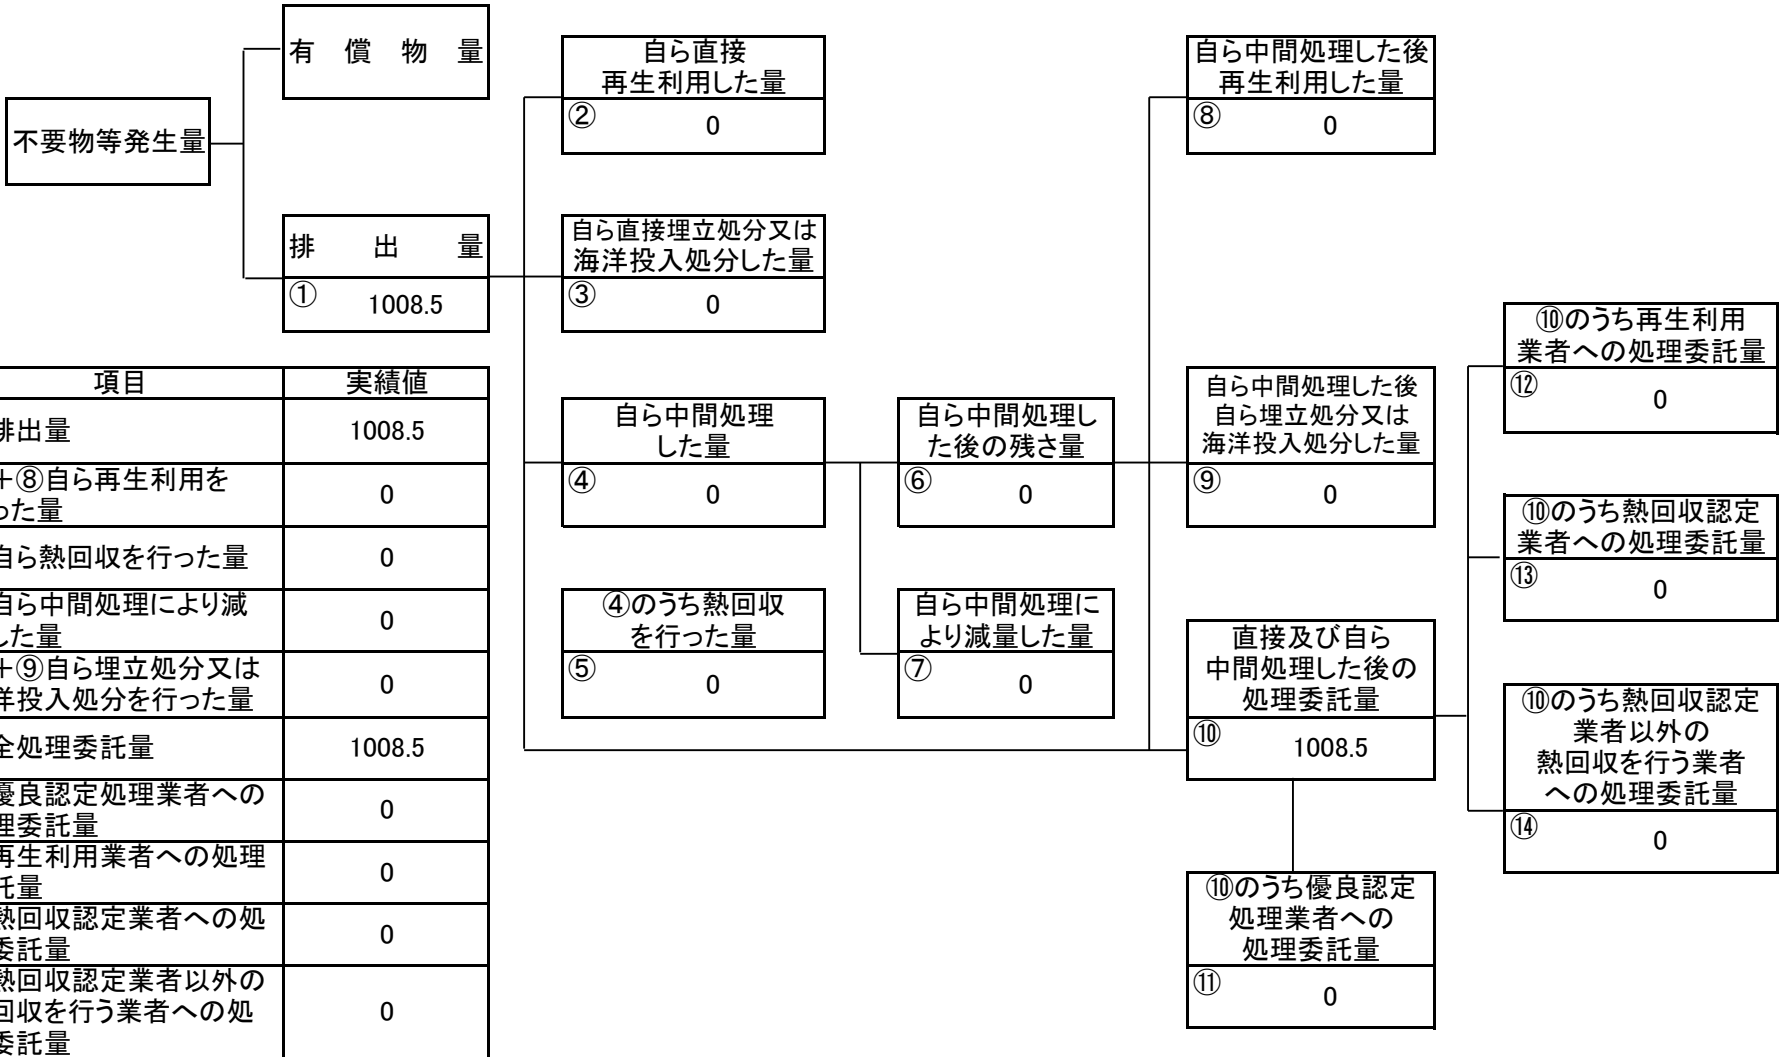 有　償　物　量
不要物等発生量
排　出　量
① 1008.5
自ら直接
再生利用した量
② 0
自ら直接埋立処分又は
海洋投入処分した量
③ 0
自ら中間処理
した量
④ 0
④のうち熱回収
を行った量
⑤ 0
自ら中間処理し
た後の残さ量
⑥ 0
自ら中間処理に
より減量した量
⑦ 0
自ら中間処理した後
再生利用した量
⑧ 0
自ら中間処理した後
自ら埋立処分又は
海洋投入処分した量
⑨ 0
直接及び自ら
中間処理した後の
処理委託量
⑩ 1008.5
⑩のうち優良認定
処理業者への
処理委託量
⑪ 0
⑩のうち再生利用
業者への処理委託量
⑫ 0
⑩のうち熱回収認定
業者への処理委託量
⑬ 0
⑩のうち熱回収認定
業者以外の
熱回収を行う業者
への処理委託量
⑭ 0
項目 実績値
排出量 1008.5
＋⑧自ら再生利用を
った量 0
自ら熱回収を行った量 0
自ら中間処理により減
した量 0
＋⑨自ら埋立処分又は
洋投入処分を行った量 0
全処理委託量 1008.5
優良認定処理業者への
理委託量 0
再生利用業者への処理
託量 0
熱回収認定業者への処
委託量 0
熱回収認定業者以外の
回収を行う業者への処
委託量 0